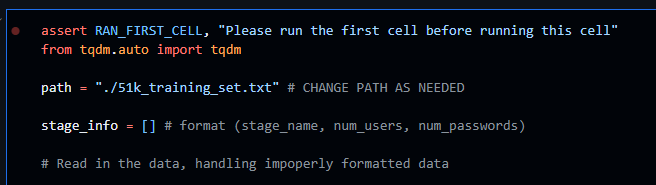 assert RAN_FIRST_CELL, "Please run the first cell before running this cell"
from tqdm.auto import tqdm
path = "./51k_training_set.txt" # CHANGE PATH AS NEEDED
stage_info = [] # format (stage_name, num_users, num_passwords)
# Read in the data, handling impoperly formatted data